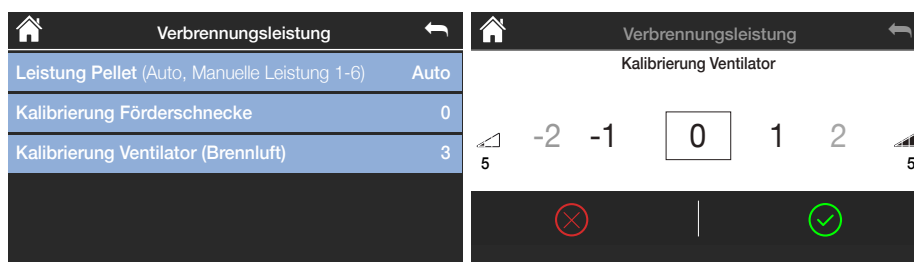 Verbrennungsleistung
Leistung Pellet (Auto, Manuelle Leistung 1-6) Auto
Kalibrierung Förderschnecke 0
Kalibrierung Ventilator (Brennluft) 3
Verbrennungsleistung
Kalibrierung Ventilator
-2 -1 0 1 2
5 5